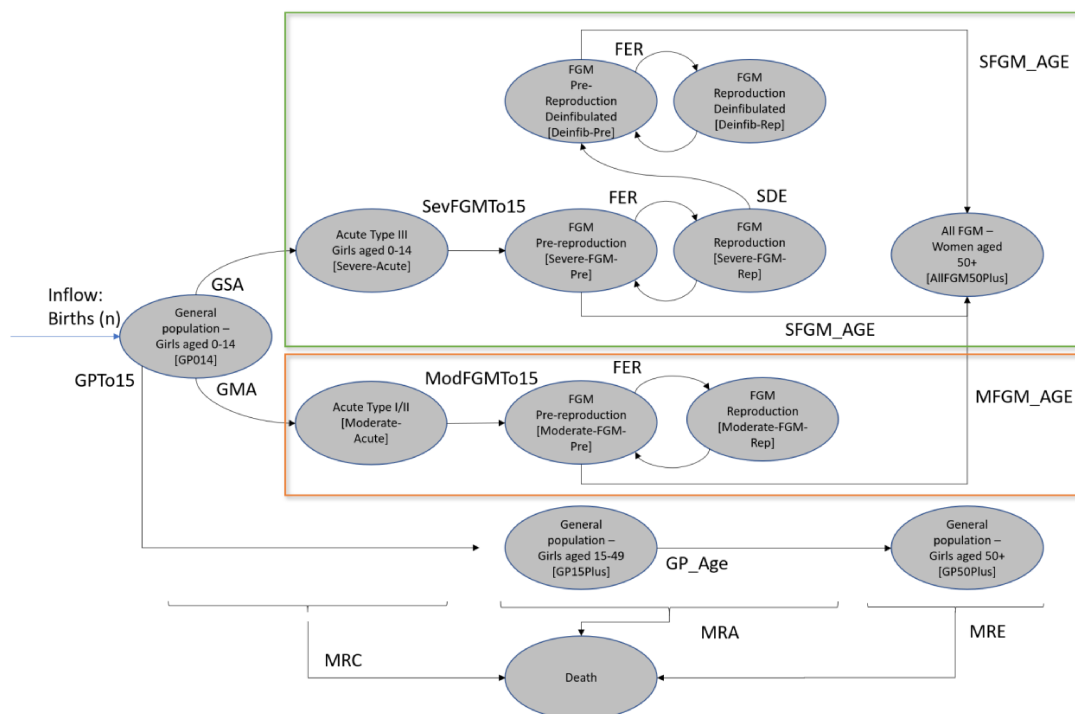 FER
SFGM_AGE
FGM
Pre-
Reproduction
Deinfibulated
[Deinfib-Pre]
FGM
Reproduction
Deinfibulated
[Deinfib-Rep]
SevFGMTo15
FER
SDE
Acute Type III
Girls aged 0-14
[Severe-Acute]
FGM
Pre-reproduction
[Severe-FGM-
Pre]
FGM
Reproduction
[Severe-FGM-
Rep]
All FGM –
Women aged
50+
[AllFGM50Plus]
GSA
Inflow:
Births (n)
General
population –
Girls aged 0-14
[GP014]
SFGM_AGE
GPTo15
GMA
ModFGMTo15
FER
MFGM_AGE
Acute Type I/II
[Moderate-
Acute]
FGM
Pre-reproduction
[Moderate-FGM-
Pre]
FGM
Reproduction
[Moderate-FGM-
Rep]
General
population –
Girls aged 15-49
[GP15Plus]
GP_Age
General
population –
Girls aged 50+
[GP50Plus]
MRC
MRA
MRE
Death